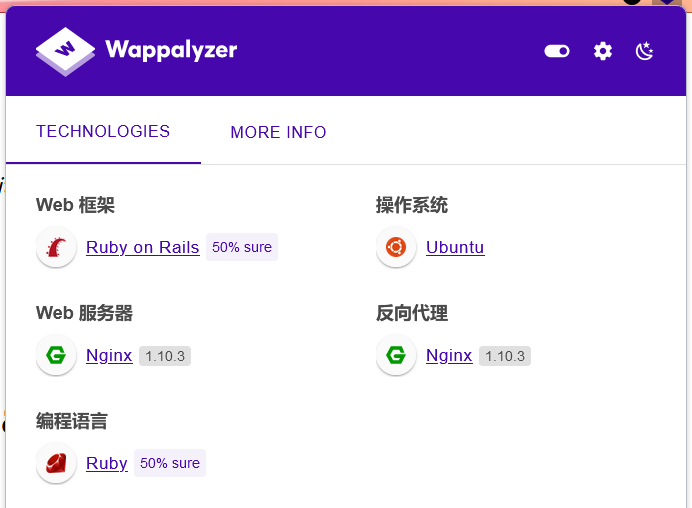 Wappalyzer
TECHNOLOGIES
MORE INFO
Web 框架
操作系统
Ruby on Rails 50% sure
Ubuntu
Web 服务器
反向代理
Nginx 1.10.3
Nginx 1.10.3
编程语言
Ruby 50% sure